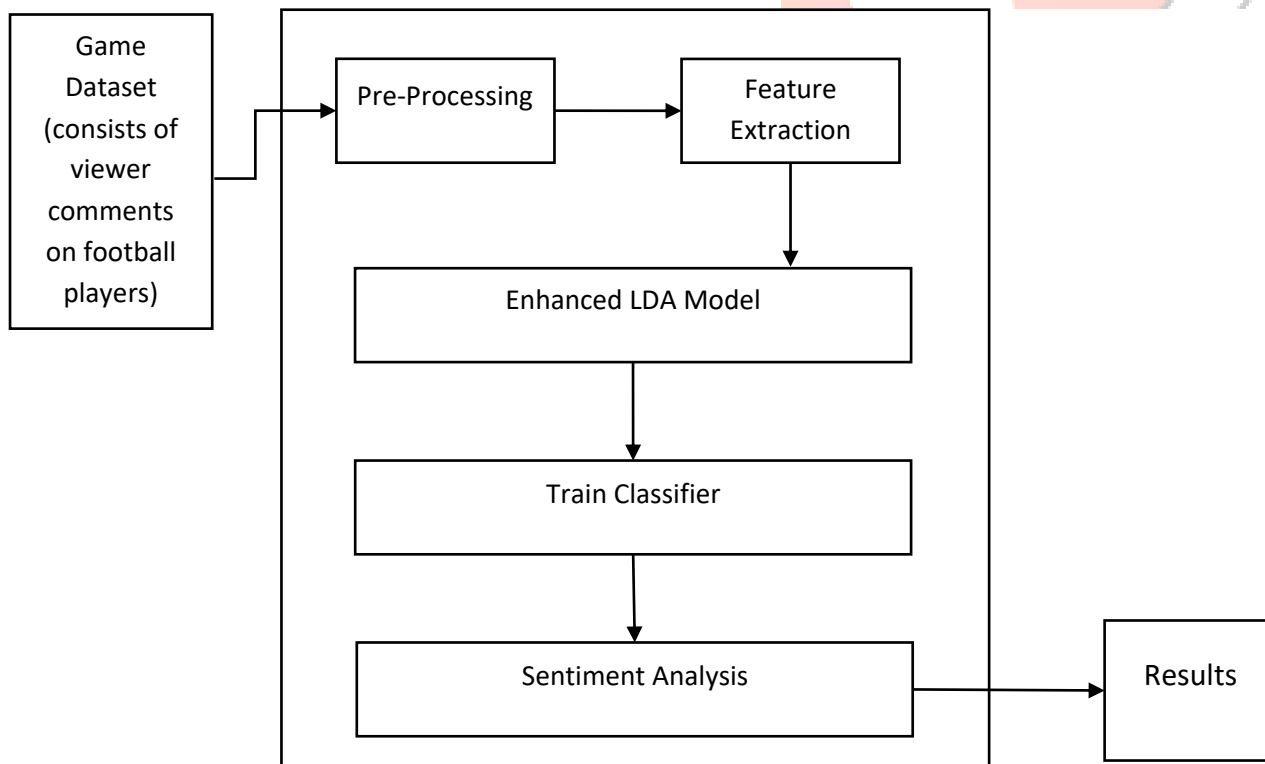 Game
Dataset
(consists of
viewer
comments
on football
players)
Pre-Processing
Feature
Extraction
Enhanced LDA Model
Train Classifier
Sentiment Analysis
Results